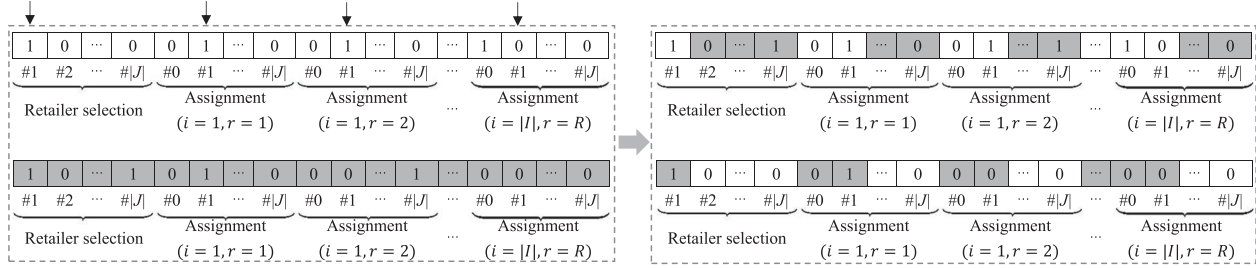 1 0 ··· 0 0 1 ··· 0 0 1 ··· 0 ··· 1 0 ··· 0
#1 #2 ··· #|J| #0 #1 ··· #|J| #0 #1 ··· #|J| #0 #1 ··· #|J|
Retailer selection Assignment Assignment ··· Assignment
(i = 1, r = 1) (i = 1, r = 2) (i = |I|, r = R)
1 0 ··· 1 0 1 ··· 0 0 0 ··· 1 ··· 0 0 ··· 0
#1 #2 ··· #|J| #0 #1 ··· #|J| #0 #1 ··· #|J| #0 #1 ··· #|J|
Retailer selection Assignment Assignment ··· Assignment
(i = 1, r = 1) (i = 1, r = 2) (i = |I|, r = R)
1 0 ··· 1 0 1 ··· 0 0 1 ··· 1 ··· 1 0 ··· 0
#1 #2 ··· #|J| #0 #1 ··· #|J| #0 #1 ··· #|J| #0 #1 ··· #|J|
Retailer selection Assignment Assignment ··· Assignment
(i = 1, r = 1) (i = 1, r = 2) (i = |I|, r = R)
1 0 ··· 0 0 1 ··· 0 0 0 ··· 0 ··· 0 0 ··· 0
#1 #2 ··· #|J| #0 #1 ··· #|J| #0 #1 ··· #|J| #0 #1 ··· #|J|
Retailer selection Assignment Assignment ··· Assignment
(i = 1, r = 1) (i = 1, r = 2) (i = |I|, r = R)